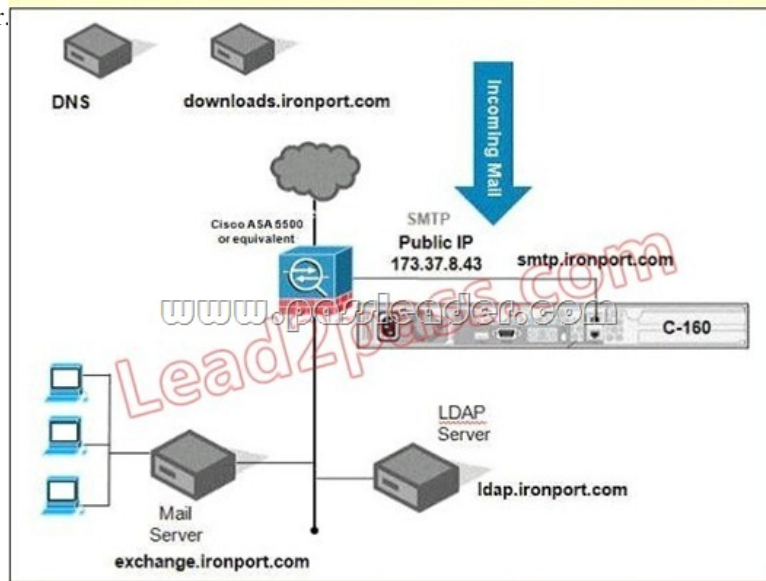 r.
DNS
downloads.ironport.com
Incoming Mail
Cisco ASA 5500
or equivalent
SMTP
Public IP
173.37.8.43
smtp.ironport.com
www.passleader.com
Lead2pass.com
C-160
LDAP
Server
ldap.ironport.com
Mail
Server
exchange.ironport.com